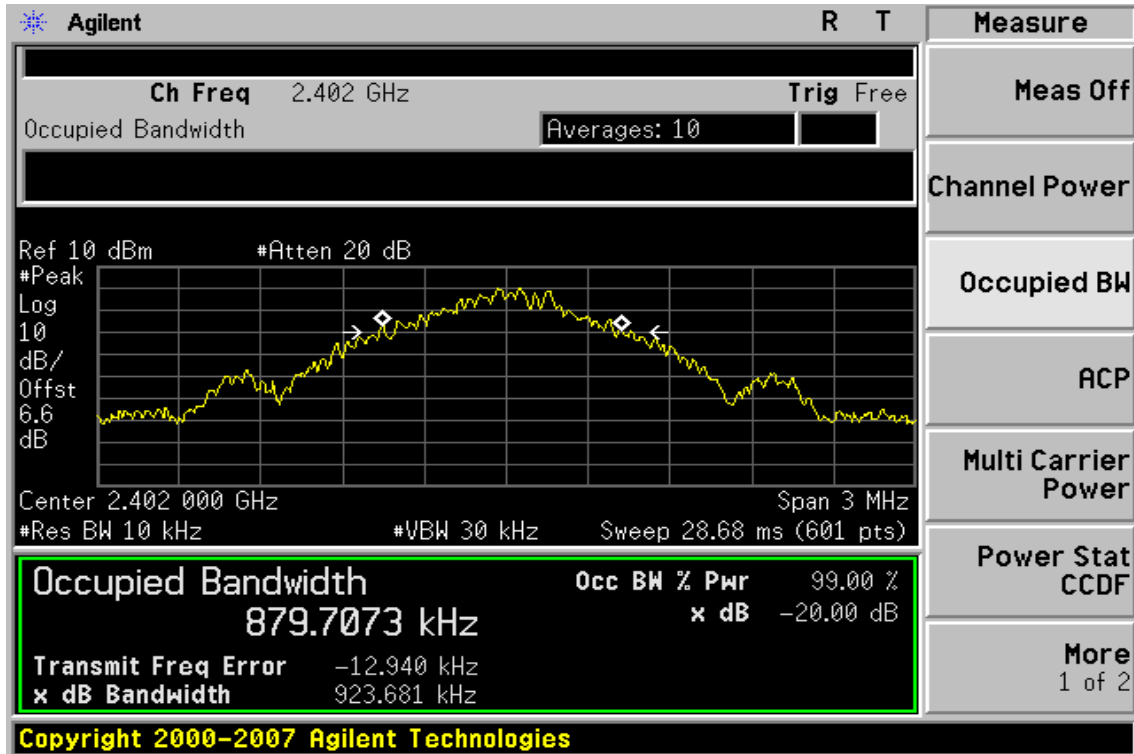 Agilent R T Measure
Ch Freq 2.402 GHz Trig Free
Occupied Bandwidth Averages: 10
Ref 10 dBm #Atten 20 dB
#Peak
Log
10
dB/
Offst
6.6
dB
Center 2.402 000 GHz Span 3 MHz
#Res BW 10 kHz #VBW 30 kHz Sweep 28.68 ms (601 pts)
Occupied Bandwidth Occ BW % Pwr 99.00 %
879.7073 kHz x dB -20.00 dB
Transmit Freq Error -12.940 kHz
x dB Bandwidth 923.681 kHz
Meas Off
Channel Power
Occupied BW
ACP
Multi Carrier
Power
Power Stat
CCDF
More
1 of 2
Copyright 2000-2007 Agilent Technologies